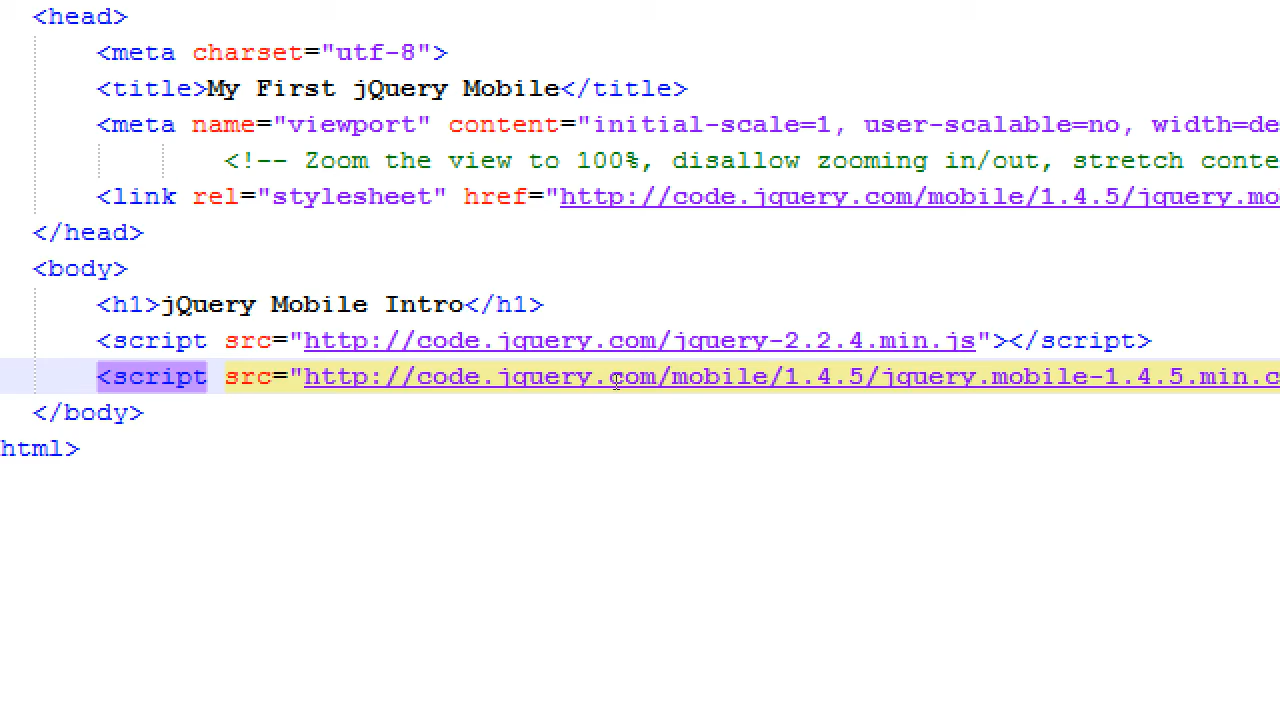 <head>
<meta charset="utf-8">
<title>My First jQuery Mobile</title>
<meta name="viewport" content="initial-scale=1, user-scalable=no, width=de
<!-- Zoom the view to 100%, disallow zooming in/out, stretch conte
<link rel="stylesheet" href="http://code.jquery.com/mobile/1.4.5/jquery.mo
</head>
<body>
<h1>jQuery Mobile Intro</h1>
<script src="http://code.jquery.com/jquery-2.2.4.min.js"></script>
<script src="http://code.jquery.com/mobile/1.4.5/jquery.mobile-1.4.5.min.c
</body>
html>